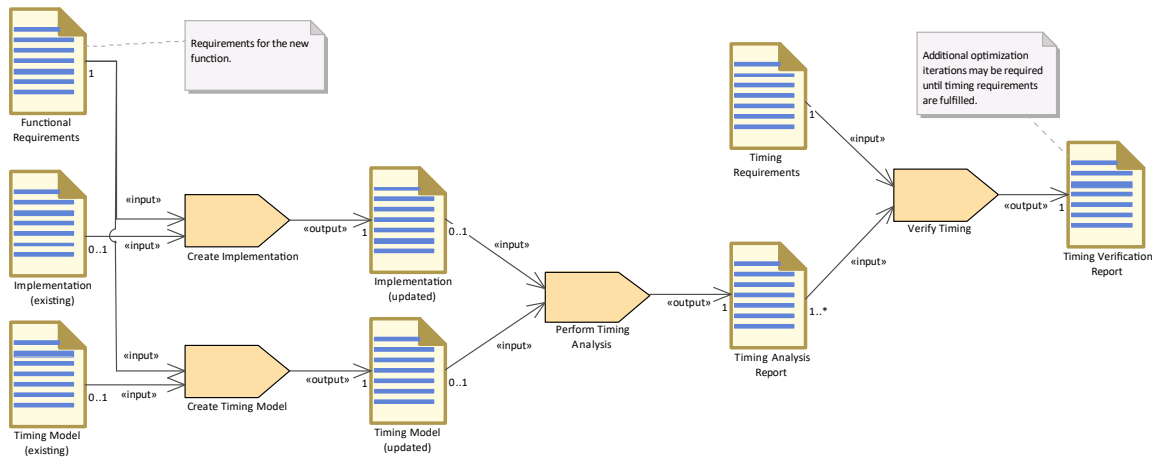 Requirements for the new
function.
1
Functional
Requirements
«input»
«input»
0..1
Implementation
(existing)
Create Implementation
«output»
1
0..1
Implementation
(updated)
«input»
«input»
«input»
0..1
Timing Model
(existing)
Create Timing Model
«output»
1
0..1
Timing Model
(updated)
«input»
«input»
Perform Timing
Analysis
«output»
1
1..*
Timing Analysis
Report
1
Timing
Requirements
«input»
«input»
Verify Timing
«output»
1
Timing Verification
Report
Additional optimization
iterations may be required
until timing requirements
are fulfilled.